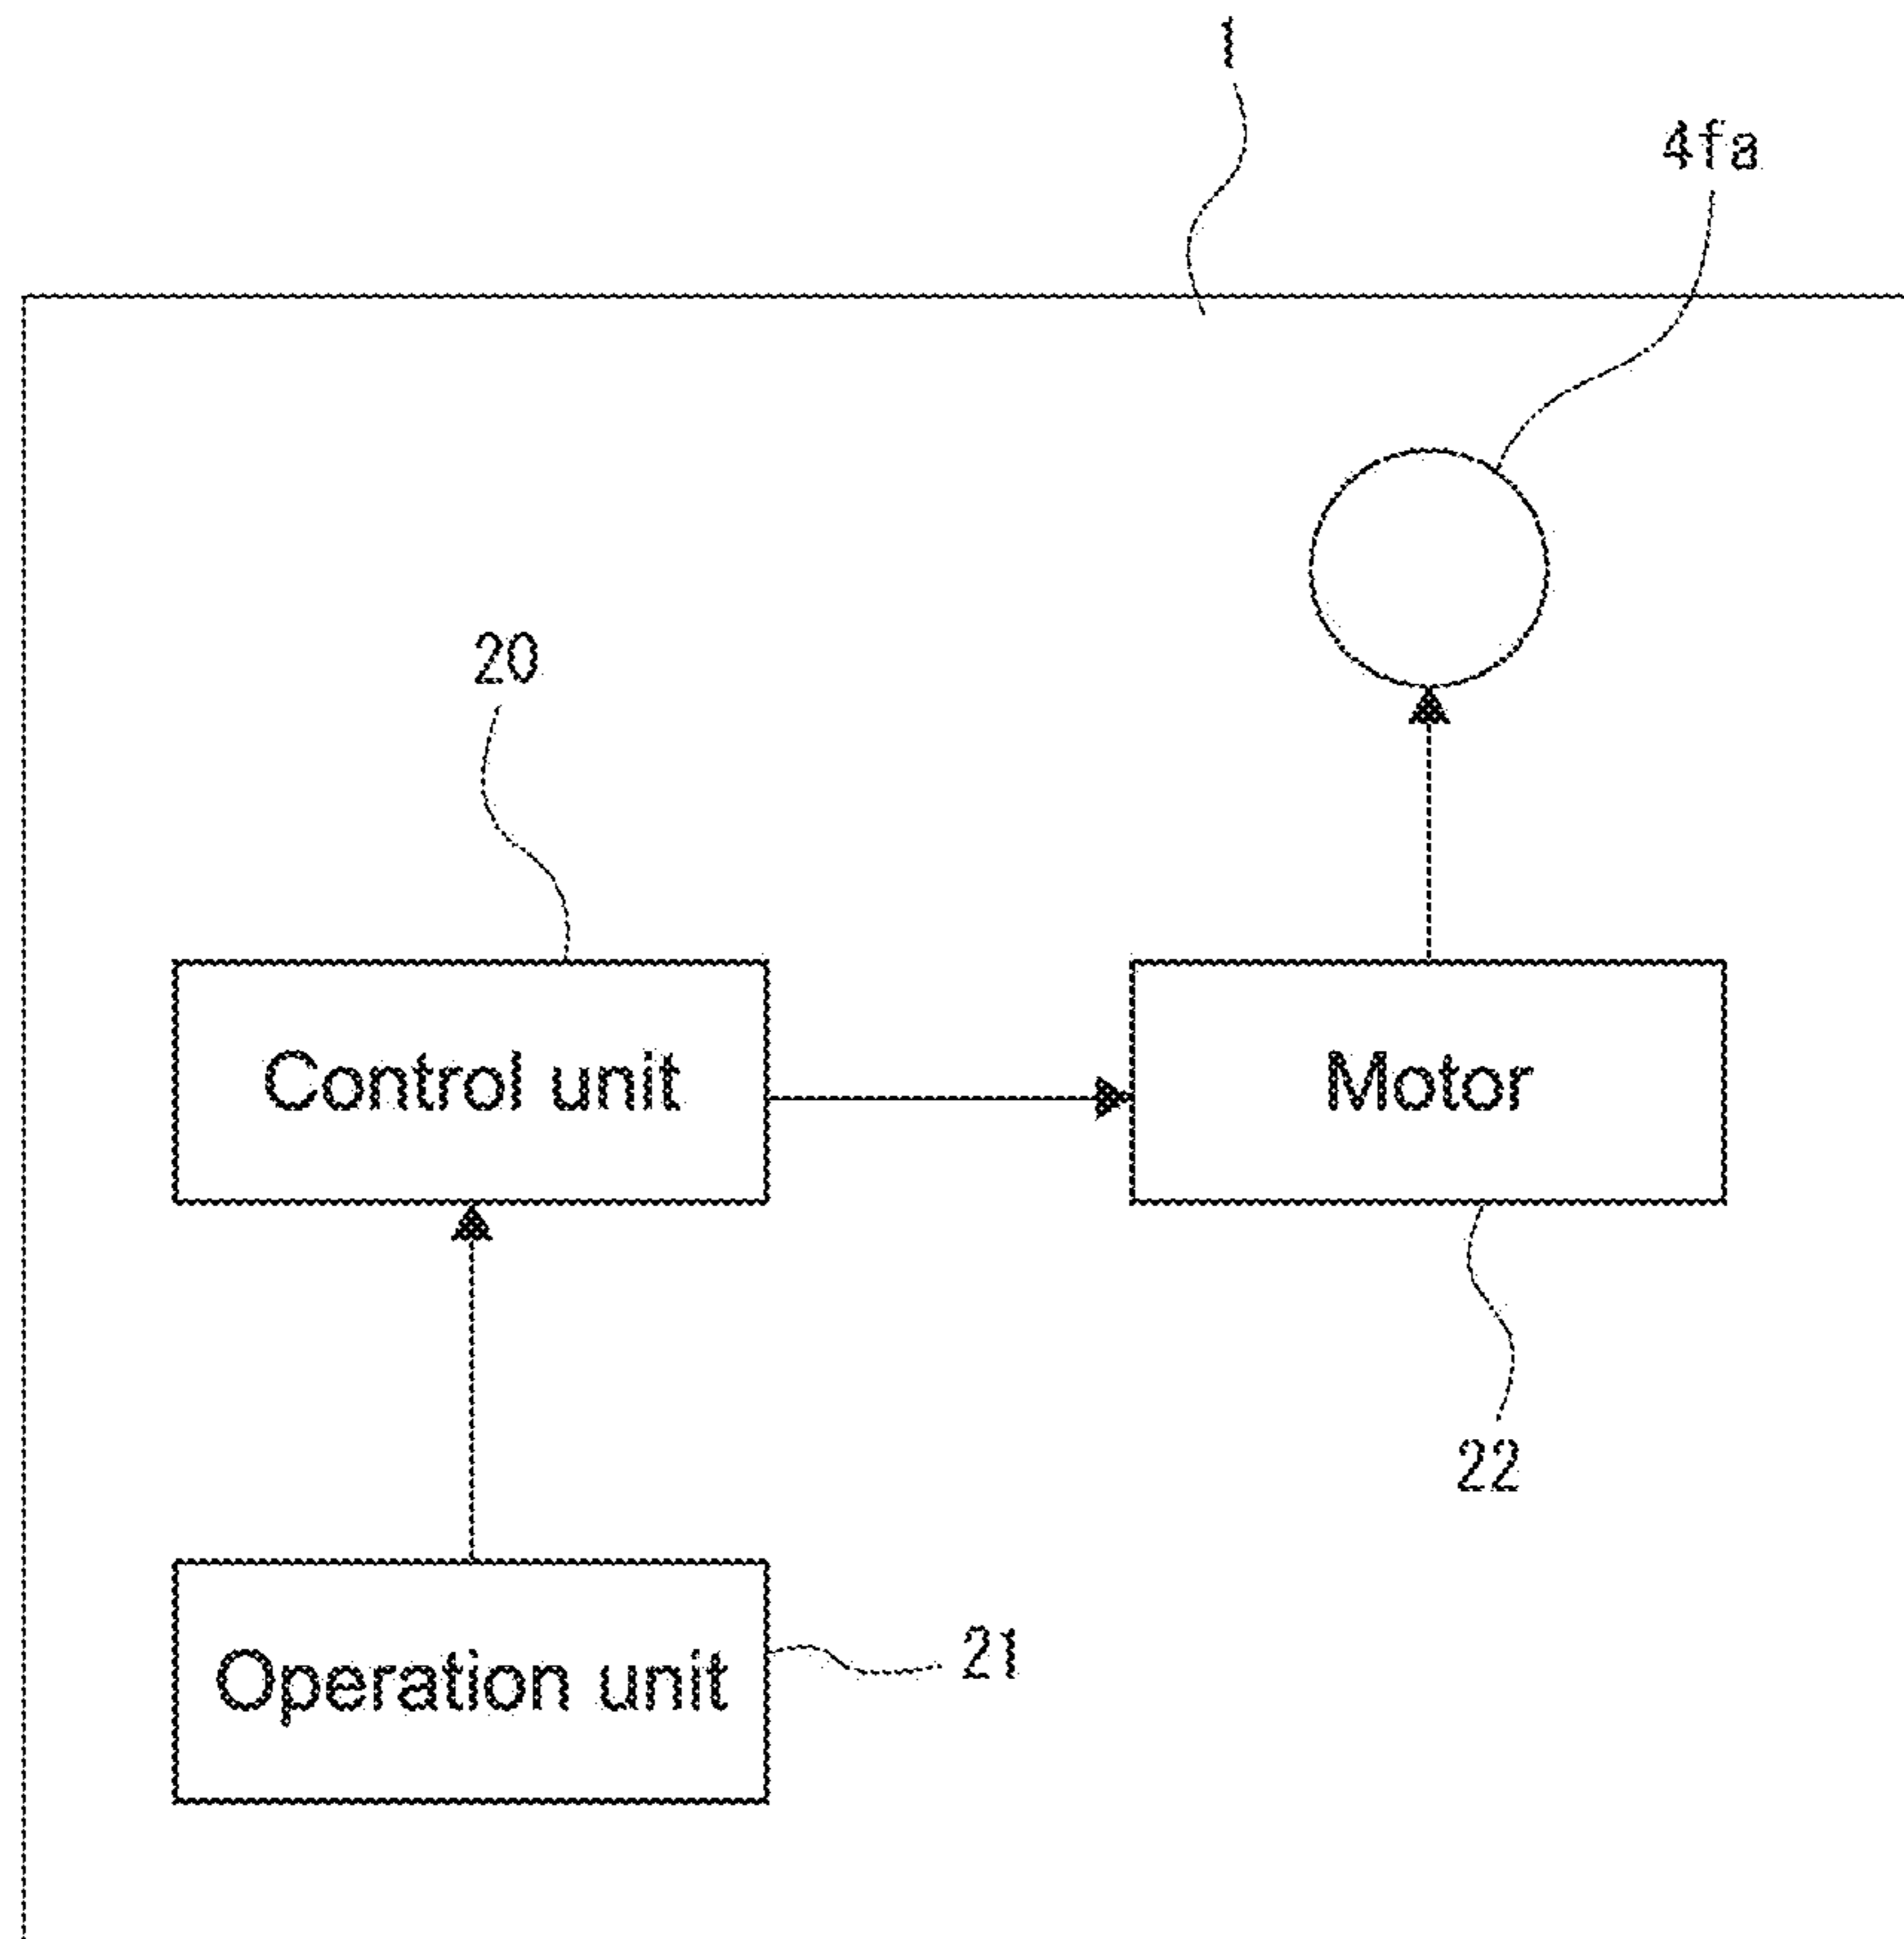 1
4fa
20
Control unit
Motor
22
Operation unit
21